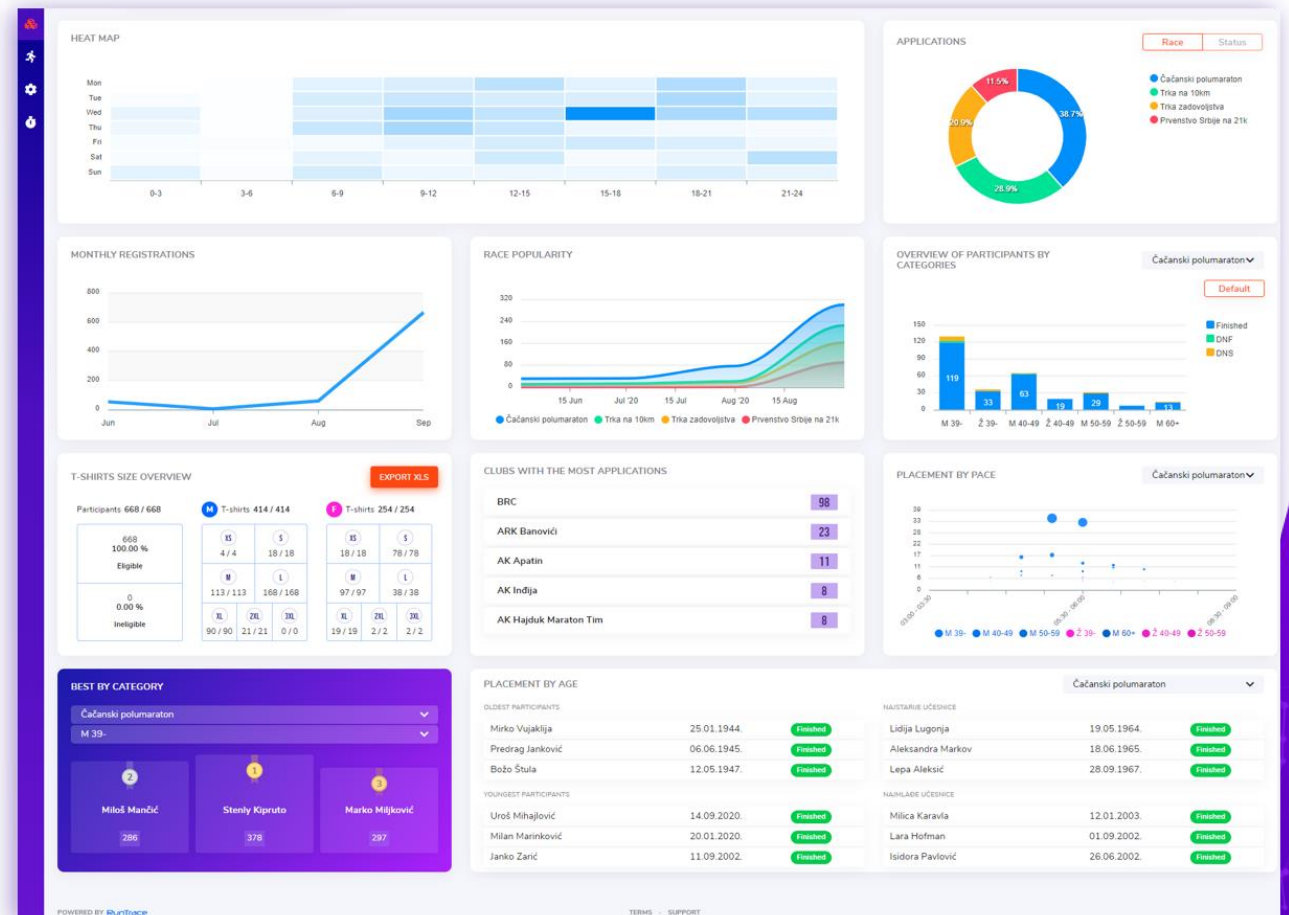 HEAT MAP
Mon
Tue
Wed
Thu
Fri
Sat
Sun
0-3 3-6 6-9 9-12 12-15 15-18 18-21 21-24
APPLICATIONS
Race Status
11.5%
38.7%
20.9%
28.9%
Čačanski polumaraton
Trka na 10km
Trka zadovoljstva
Prvenstvo Srbije na 21k
MONTHLY REGISTRATIONS
800
600
400
200
0
Jun Jul Aug Sep
RACE POPULARITY
320
240
160
80
0
15 Jun Jul '20 15 Jul Aug '20 15 Aug
Čačanski polumaraton Trka na 10km Trka zadovoljstva Prvenstvo Srbije na 21k
OVERVIEW OF PARTICIPANTS BY
CATEGORIES
Čačanski polumaraton
Default
150
120
90
60
30
0
119 33 63 19 29 13
M 39- Ž 39- M 40-49 Ž 40-49 M 50-59 Ž 50-59 M 60+
Finished
DNF
DNS
T-SHIRTS SIZE OVERVIEW
EXPORT XLS
Participants 668 / 668
668
100.00 %
Eligible
0
0.00 %
Ineligible
M T-shirts 414 / 414
XS S
4 / 4 18 / 18
M L
113 / 113 168 / 168
XL 2XL 3XL
90 / 90 21 / 21 0 / 0
F T-shirts 254 / 254
XS S
18 / 18 78 / 78
M L
97 / 97 38 / 38
XL 2XL 3XL
19 / 19 2 / 2 2 / 2
CLUBS WITH THE MOST APPLICATIONS
BRC 98
ARK Banovići 23
AK Apatin 11
AK Inđija 8
AK Hajduk Maraton Tim 8
PLACEMENT BY PACE
Čačanski polumaraton
39
33
28
22
17
11
6
0
03:00 - 03:30 05:30 - 06:00 08:30 - 09:00
M 39- M 40-49 M 50-59 Ž 39- M 60+ Ž 40-49 Ž 50-59
BEST BY CATEGORY
Čačanski polumaraton
M 39-
2
Miloš Mančić
286
1
Stenly Kipruto
378
3
Marko Miljković
297
PLACEMENT BY AGE
Čačanski polumaraton
OLDEST PARTICIPANTS
Mirko Vujaklija 25.01.1944. Finished
Predrag Janković 06.06.1945. Finished
Božo Štula 12.05.1947. Finished
YOUNGEST PARTICIPANTS
Uroš Mihajlović 14.09.2020. Finished
Milan Marinković 20.01.2020. Finished
Janko Zarić 11.09.2002. Finished
NAJSTARIJE UČESNICE
Lidija Lugonja 19.05.1964. Finished
Aleksandra Markov 18.06.1965. Finished
Lepa Aleksić 28.09.1967. Finished
NAJMLAĐE UČESNICE
Milica Karavla 12.01.2003. Finished
Lara Hofman 01.09.2002. Finished
Isidora Pavlović 26.06.2002. Finished
POWERED BY RunTrace
TERMS - SUPPORT